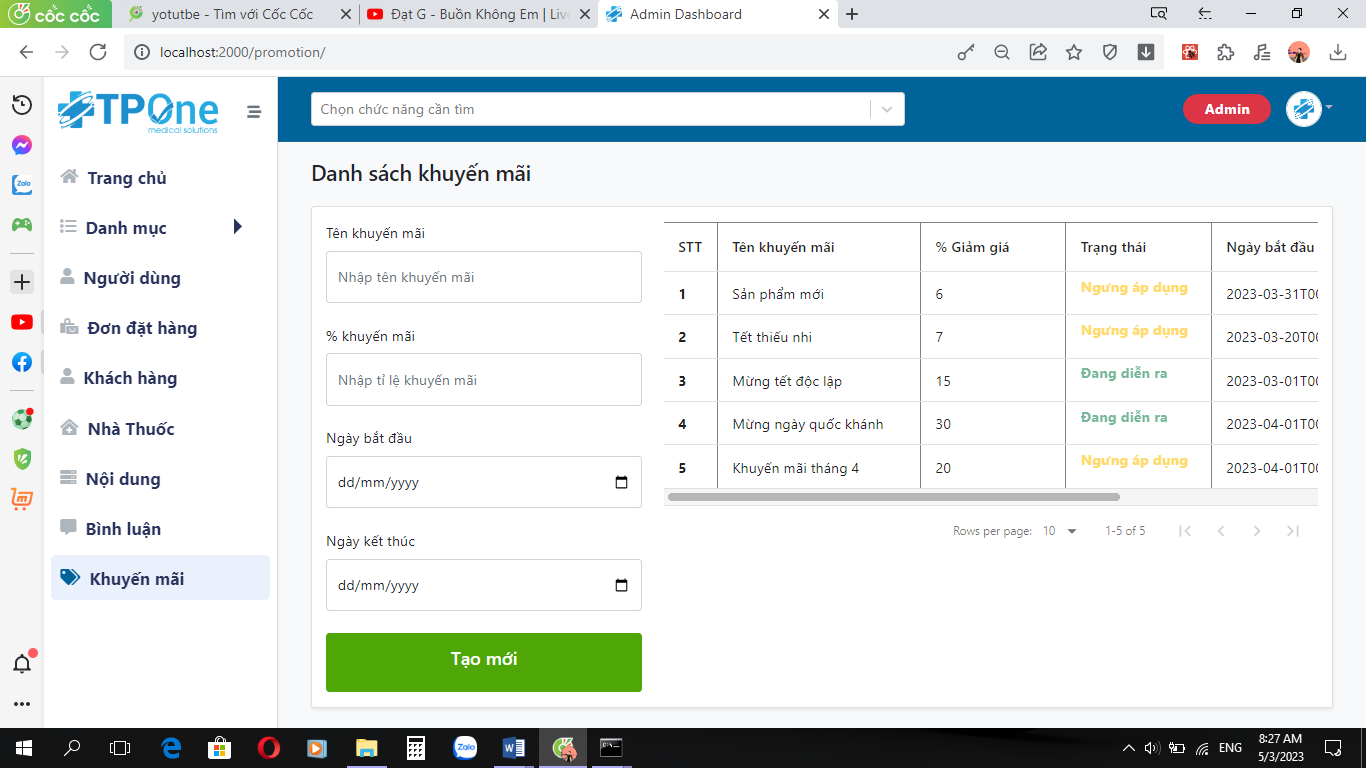 cốc cốc
yotutbe - Tìm với Cốc Cốc
Đạt G - Buồn Không Em | Live
Admin Dashboard
localhost:2000/promotion/
TPOne
medical solutions
Chọn chức năng cần tìm
Admin
Trang chủ
Danh mục
Người dùng
Đơn đặt hàng
Khách hàng
Nhà Thuốc
Nội dung
Bình luận
Khuyến mãi
Danh sách khuyến mãi
Tên khuyến mãi
Nhập tên khuyến mãi
% khuyến mãi
Nhập tỉ lệ khuyến mãi
Ngày bắt đầu
dd/mm/yyyy
Ngày kết thúc
dd/mm/yyyy
Tạo mới
STT Tên khuyến mãi % Giảm giá Trạng thái Ngày bắt đầu
1 Sản phẩm mới 6 Ngưng áp dụng 2023-03-31T00
2 Tết thiếu nhi 7 Ngưng áp dụng 2023-03-20T00
3 Mừng tết độc lập 15 Đang diễn ra 2023-03-01T00
4 Mừng ngày quốc khánh 30 Đang diễn ra 2023-04-01T00
5 Khuyến mãi tháng 4 20 Ngưng áp dụng 2023-04-01T00
Rows per page: 10 1-5 of 5
Zalo
Zalo
ENG
8:27 AM
5/3/2023